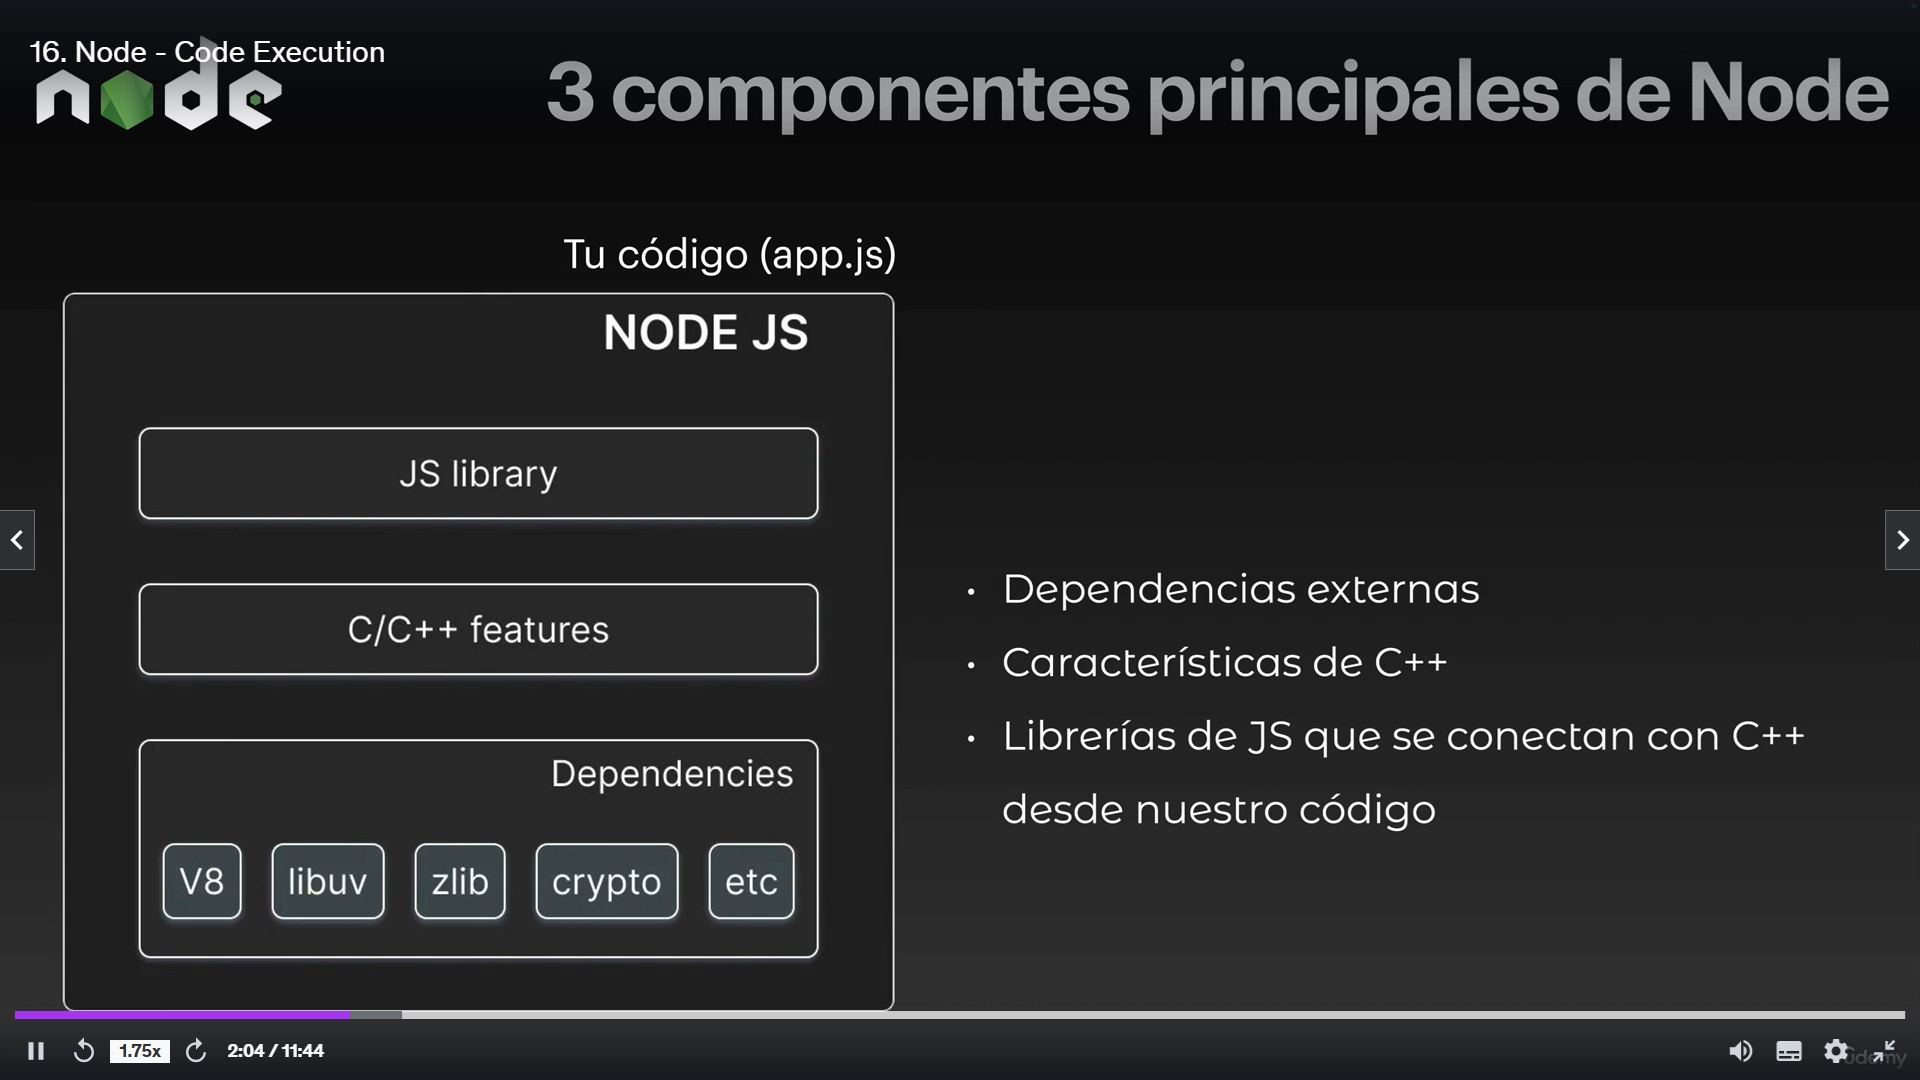 16. Node - Code Execution
node
3 componentes principales de Node
Tu código (app.js)
NODE JS
JS library
C/C++ features
Dependencies
V8 libuv zlib crypto etc
• Dependencias externas
• Características de C++
• Librerías de JS que se conectan con C++
desde nuestro código
1.75x 2:04 / 11:44
udemy